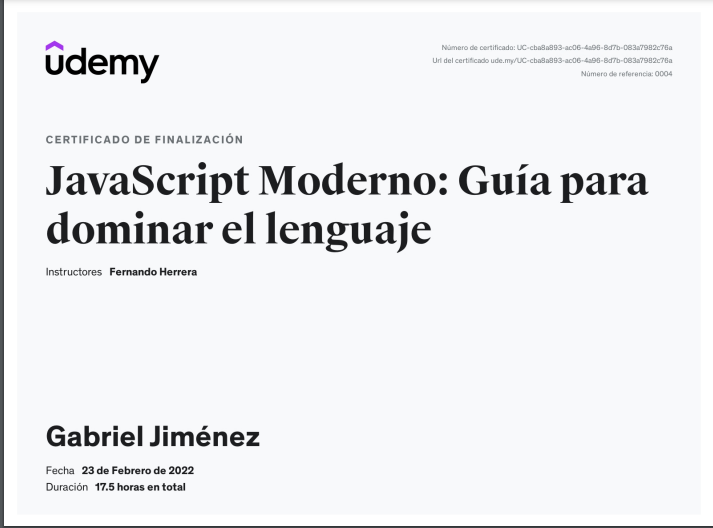 udemy
Número de certificado: UC-cba8a893-ac06-4a96-8d7b-083a7982c76a
Url del certificado ude.my/UC-cba8a893-ac06-4a96-8d7b-083a7982c76a
Número de referencia: 0004
CERTIFICADO DE FINALIZACIÓN
JavaScript Moderno: Guía para
dominar el lenguaje
Instructores Fernando Herrera
Gabriel Jiménez
Fecha 23 de Febrero de 2022
Duración 17.5 horas en total